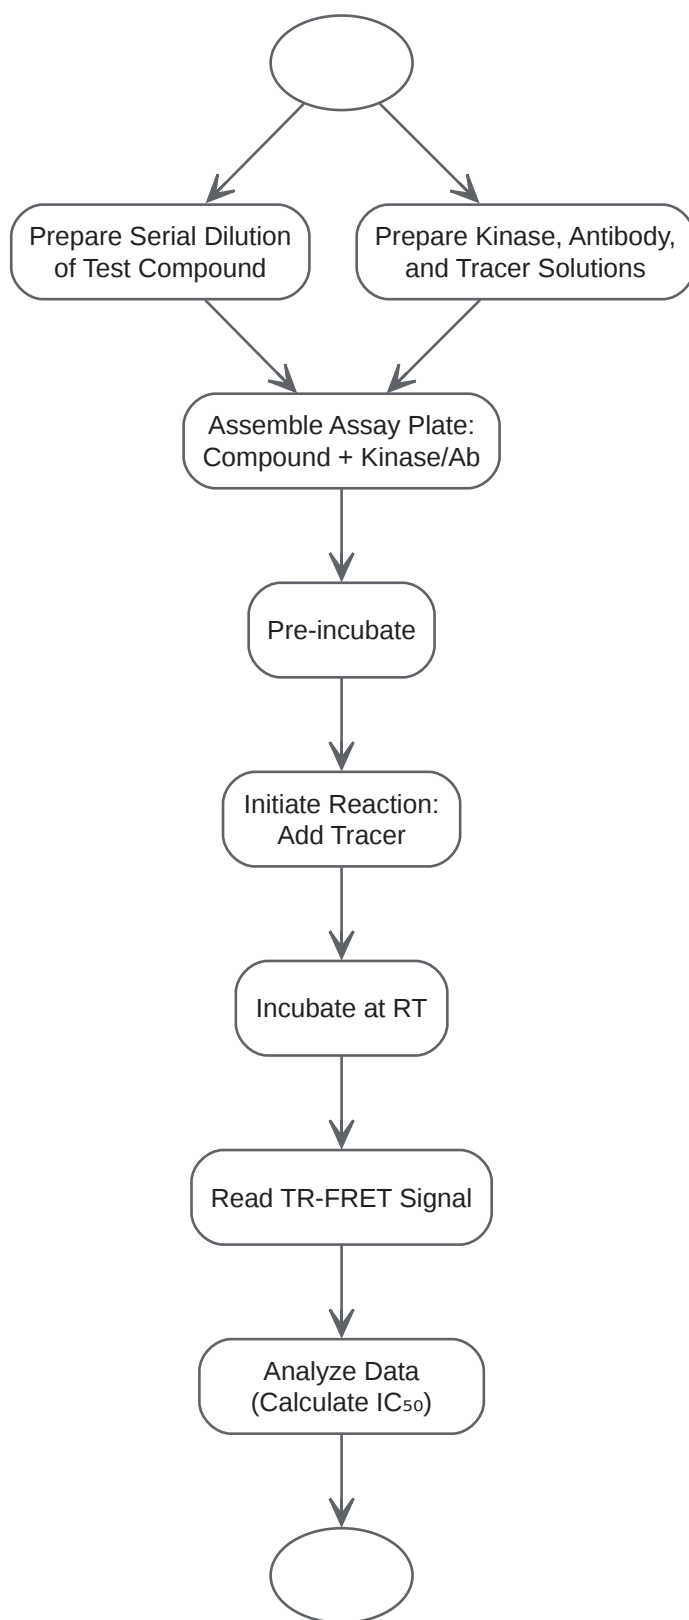 Prepare Serial Dilution
of Test Compound
Prepare Kinase, Antibody,
and Tracer Solutions
Assemble Assay Plate:
Compound + Kinase/Ab
Pre-incubate
Initiate Reaction:
Add Tracer
Incubate at RT
Read TR-FRET Signal
Analyze Data
(Calculate IC₅₀)